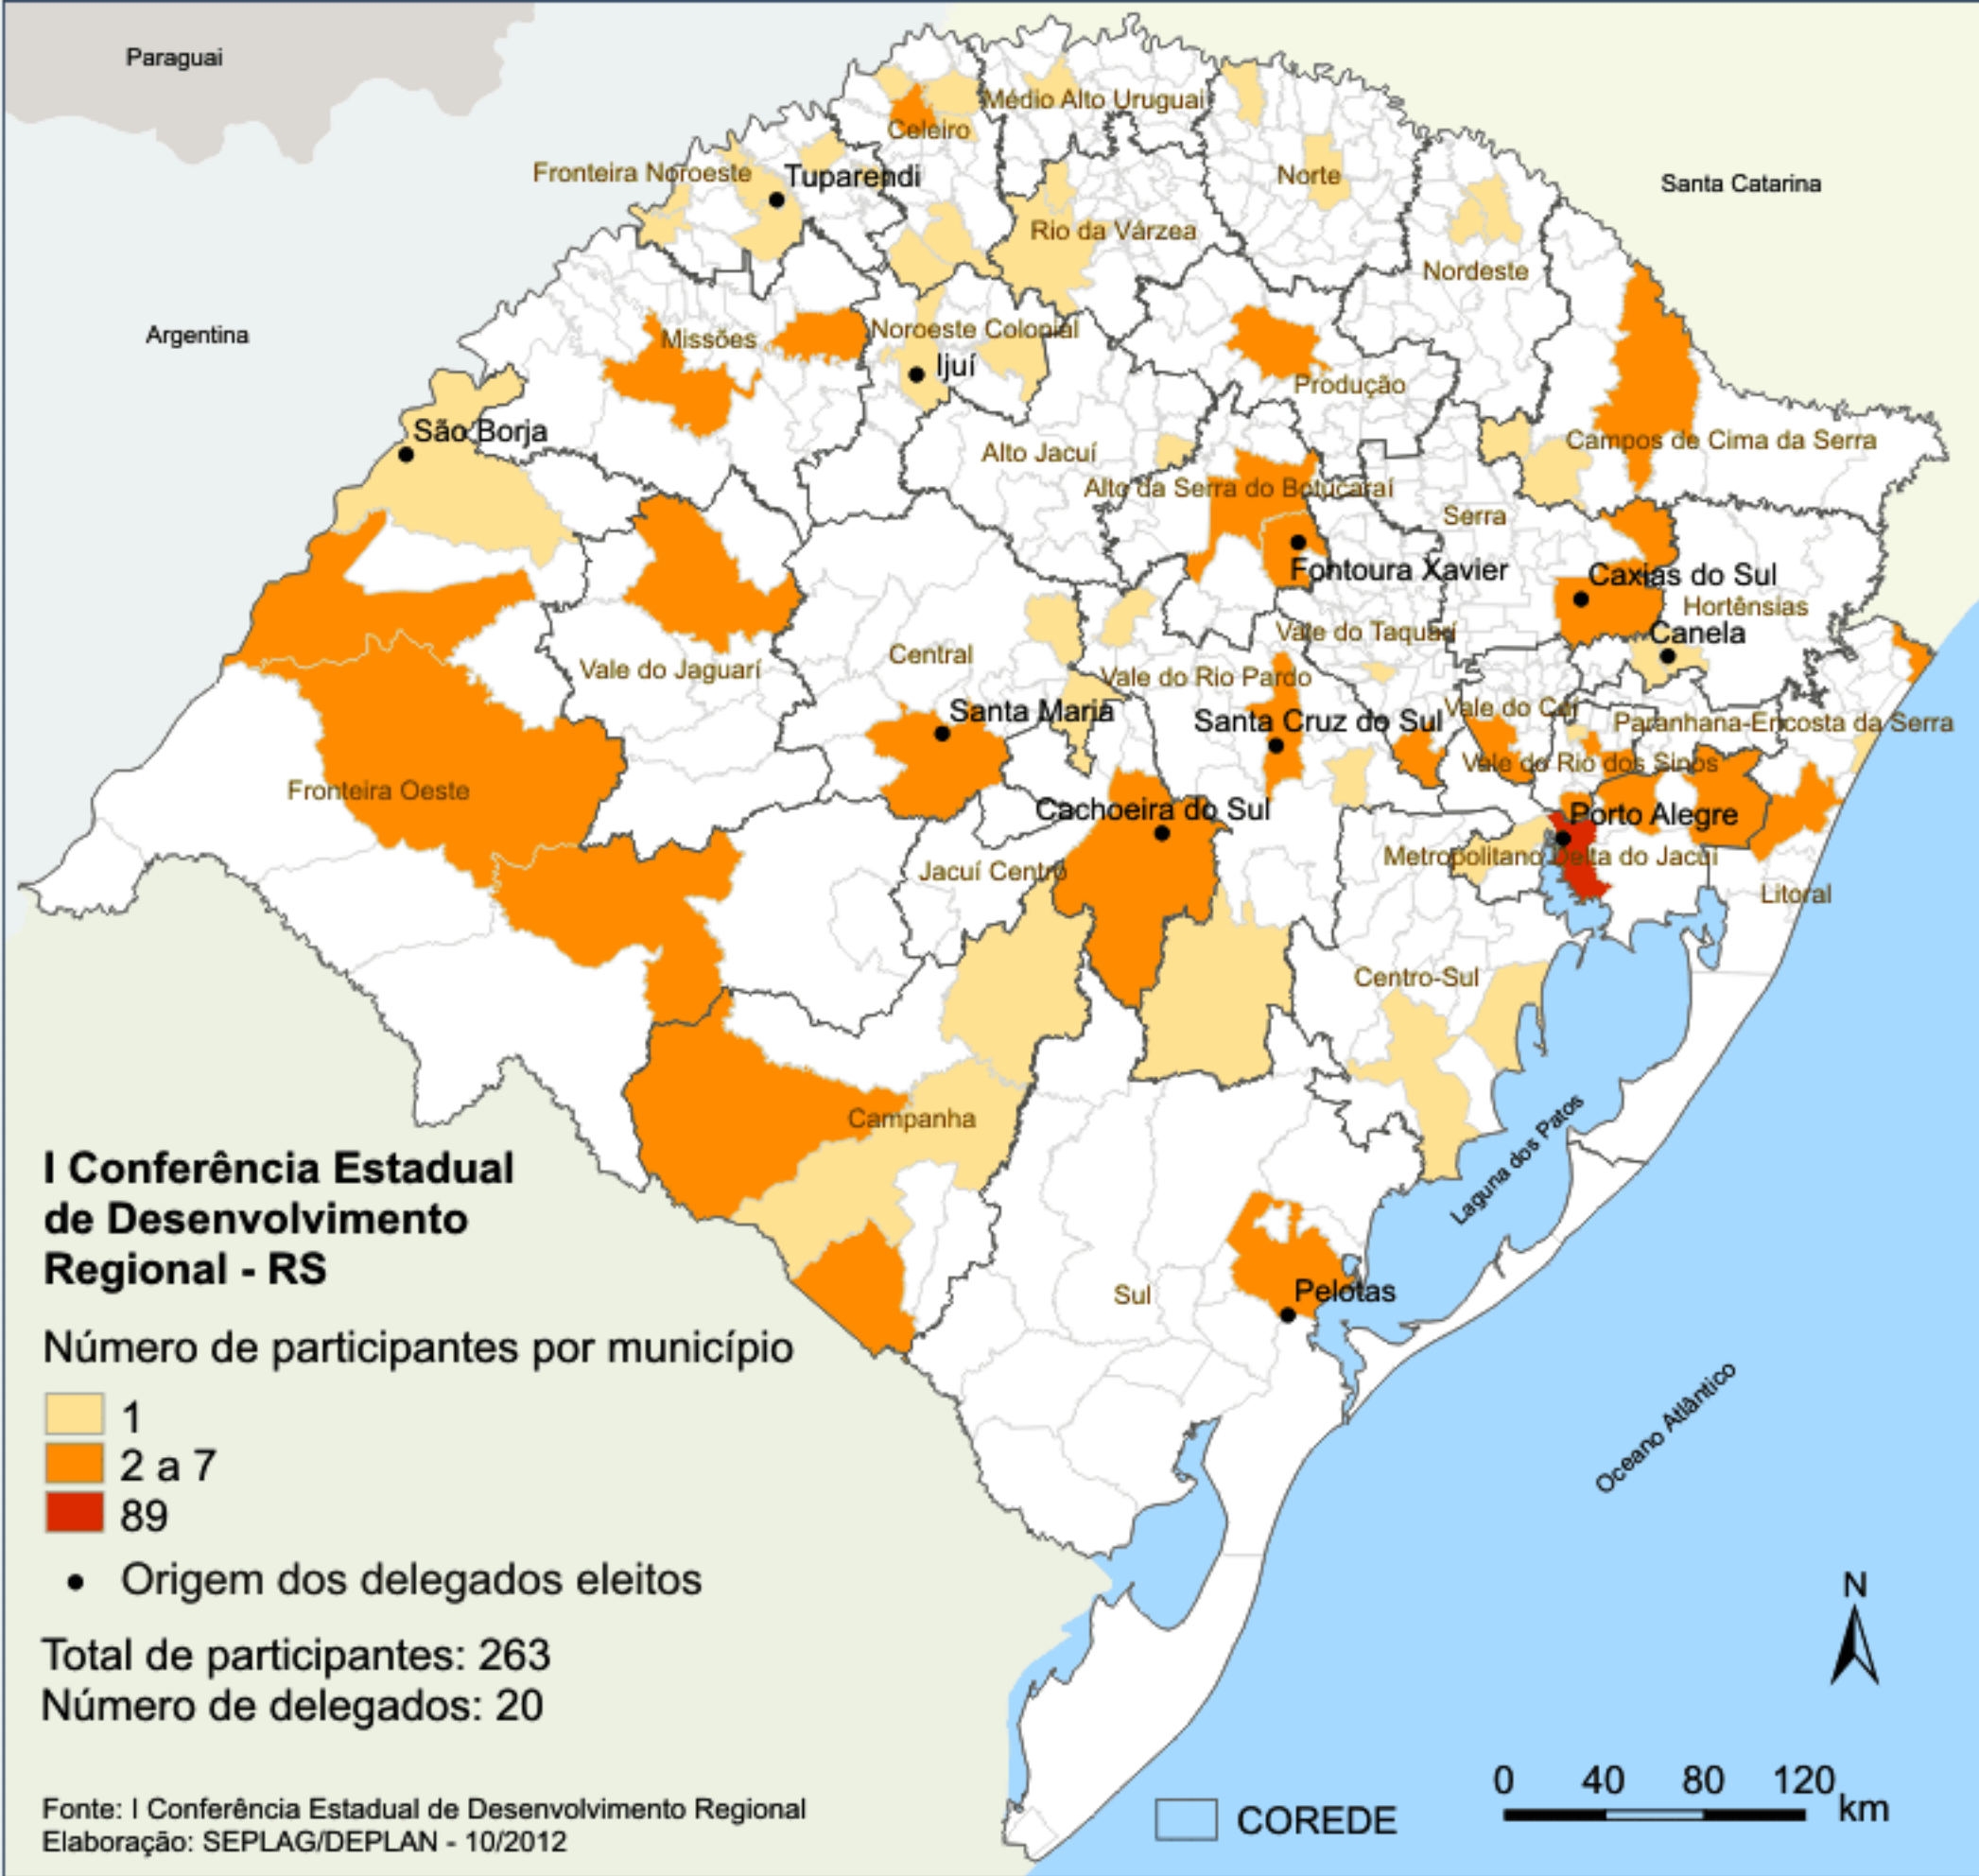 Paraguai
Médio Alto Uruguai
Celeiro
Fronteira Noroeste
Tuparendi
Norte
Santa Catarina
Rio da Várzea
Nordeste
Argentina
Missões
Noroeste Colonial
Ijuí
Produção
São Borja
Alto Jacuí
Campos de Cima da Serra
Alto da Serra do Botucaraí
Serra
Fontoura Xavier
Caxias do Sul
Hortênsias
Vale do Taquarí
Canela
Central
Vale do Jaguarí
Vale do Rio Pardo
Santa Maria
Santa Cruz do Sul
Vale do Caí
Paranhana-Encosta da Serra
Vale do Rio dos Sinos
Fronteira Oeste
Cachoeira do Sul
Porto Alegre
Metropolitano Delta do Jacuí
Jacuí Centro
Litoral
Centro-Sul
Campanha
Laguna dos Patos
Sul
Pelotas
Oceano Atlântico
I Conferência Estadual
de Desenvolvimento
Regional - RS
Número de participantes por município
1
2 a 7
89
Origem dos delegados eleitos
Total de participantes: 263
Número de delegados: 20
Fonte: I Conferência Estadual de Desenvolvimento Regional
Elaboração: SEPLAG/DEPLAN - 10/2012
COREDE
N
0 40 80 120
km